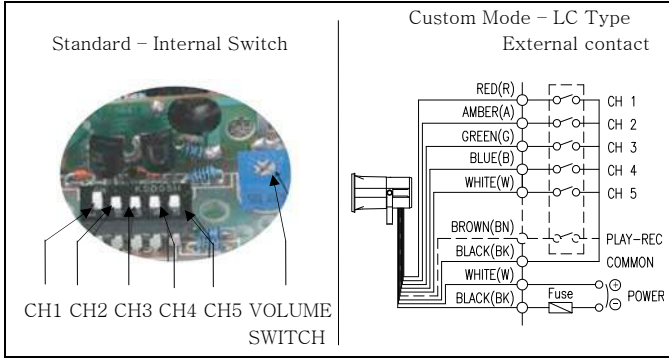 Standard – Internal Switch
KSD05H
CH1 CH2 CH3 CH4 CH5 VOLUME
SWITCH
Custom Mode – LC Type
External contact
RED(R)
CH 1
AMBER(A)
CH 2
GREEN(G)
CH 3
BLUE(B)
CH 4
WHITE(W)
CH 5
BROWN(BN)
PLAY-REC
BLACK(BK)
COMMON
WHITE(W)
⊕
POWER
BLACK(BK)
Fuse
⊖